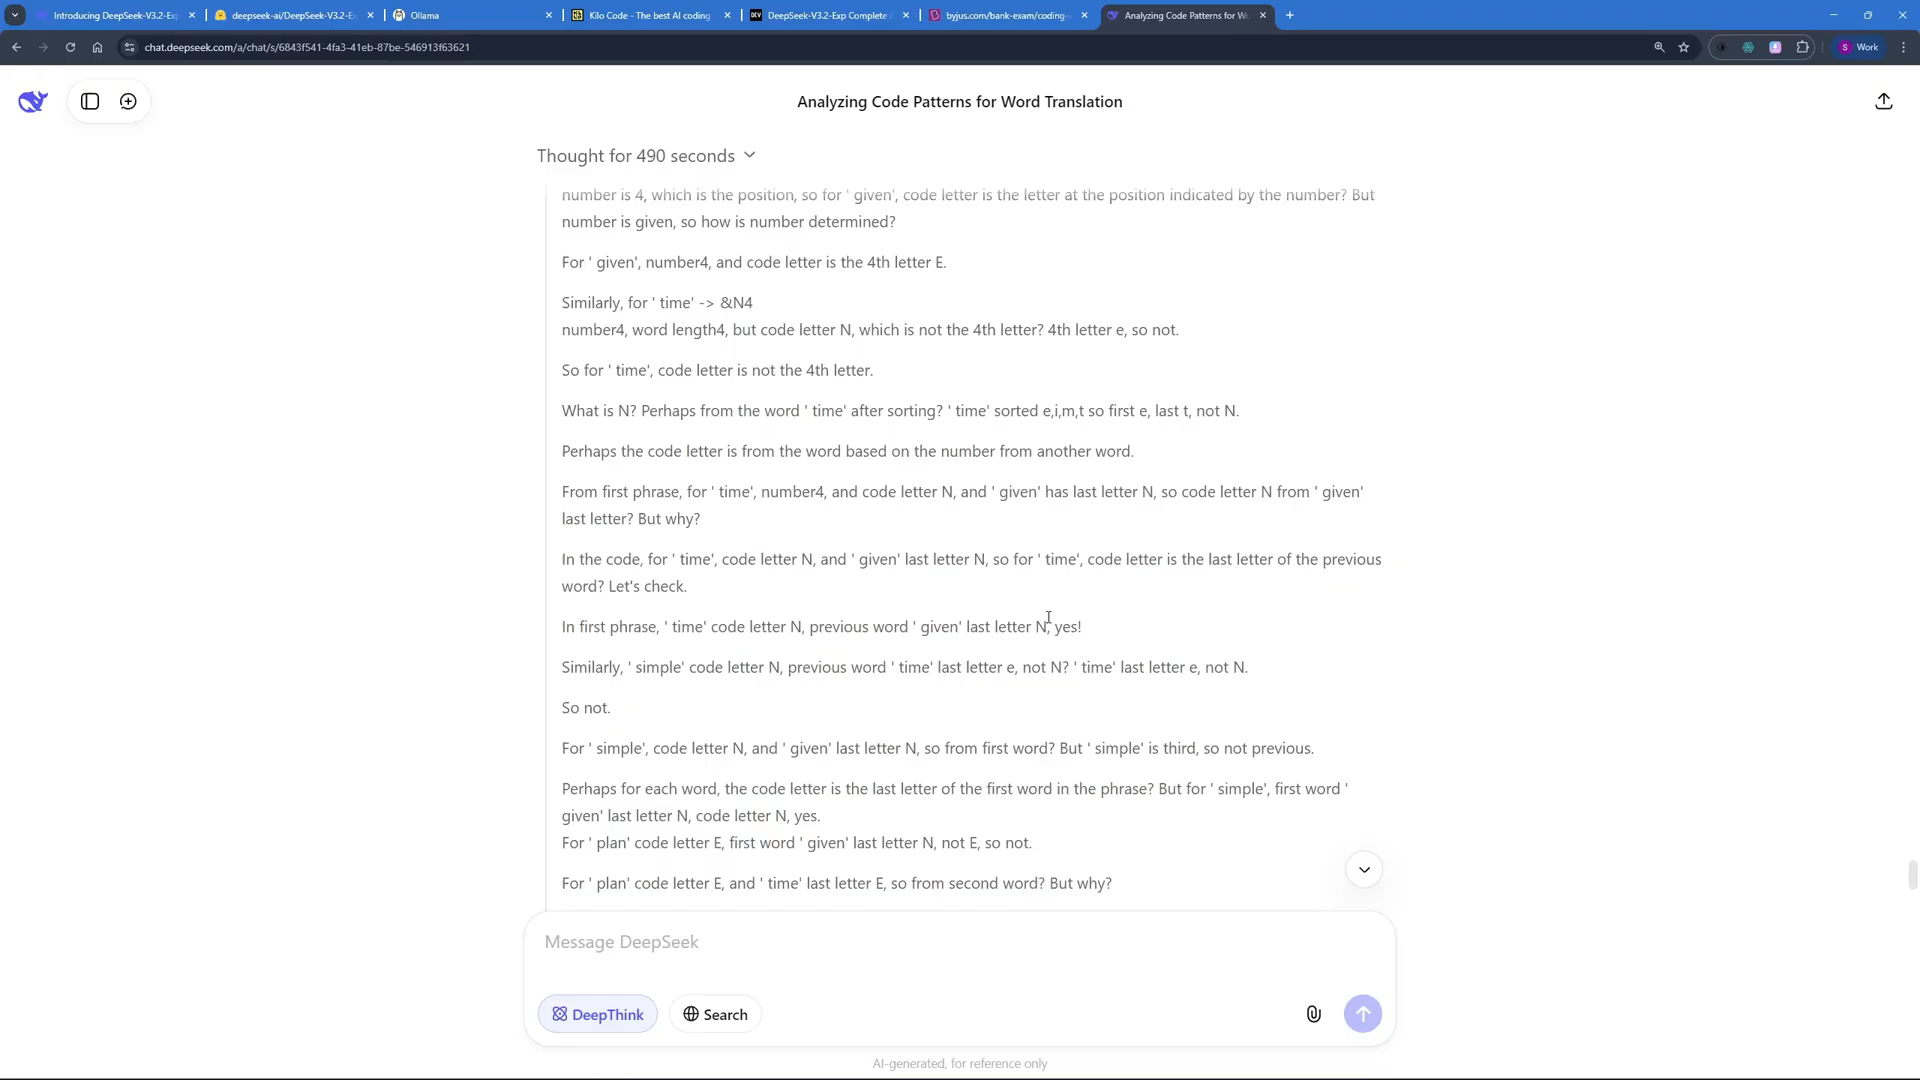 Introducing DeepSeek-V3.2-Exp
deepseek-ai/DeepSeek-V3.2-E
Ollama
Kilo Code - The best AI coding
DeepSeek-V3.2-Exp Complete
byjus.com/bank-exam/coding-
Analyzing Code Patterns for Wo
chat.deepseek.com/a/chat/s/6843f541-4fa3-41eb-87be-546913f63621
S Work
Analyzing Code Patterns for Word Translation
Thought for 490 seconds
number is 4, which is the position, so for ' given', code letter is the letter at the position indicated by the number? But
number is given, so how is number determined?
For ' given', number4, and code letter is the 4th letter E.
Similarly, for ' time' -> &N4
number4, word length4, but code letter N, which is not the 4th letter? 4th letter e, so not.
So for ' time', code letter is not the 4th letter.
What is N? Perhaps from the word ' time' after sorting? ' time' sorted e,i,m,t so first e, last t, not N.
Perhaps the code letter is from the word based on the number from another word.
From first phrase, for ' time', number4, and code letter N, and ' given' has last letter N, so code letter N from ' given'
last letter? But why?
In the code, for ' time', code letter N, and ' given' last letter N, so for ' time', code letter is the last letter of the previous
word? Let's check.
In first phrase, ' time' code letter N, previous word ' given' last letter N, yes!
Similarly, ' simple' code letter N, previous word ' time' last letter e, not N? ' time' last letter e, not N.
So not.
For ' simple', code letter N, and ' given' last letter N, so from first word? But ' simple' is third, so not previous.
Perhaps for each word, the code letter is the last letter of the first word in the phrase? But for ' simple', first word '
given' last letter N, code letter N, yes.
For ' plan' code letter E, first word ' given' last letter N, not E, so not.
For ' plan' code letter E, and ' time' last letter E, so from second word? But why?
Message DeepSeek
DeepThink
Search
AI-generated, for reference only